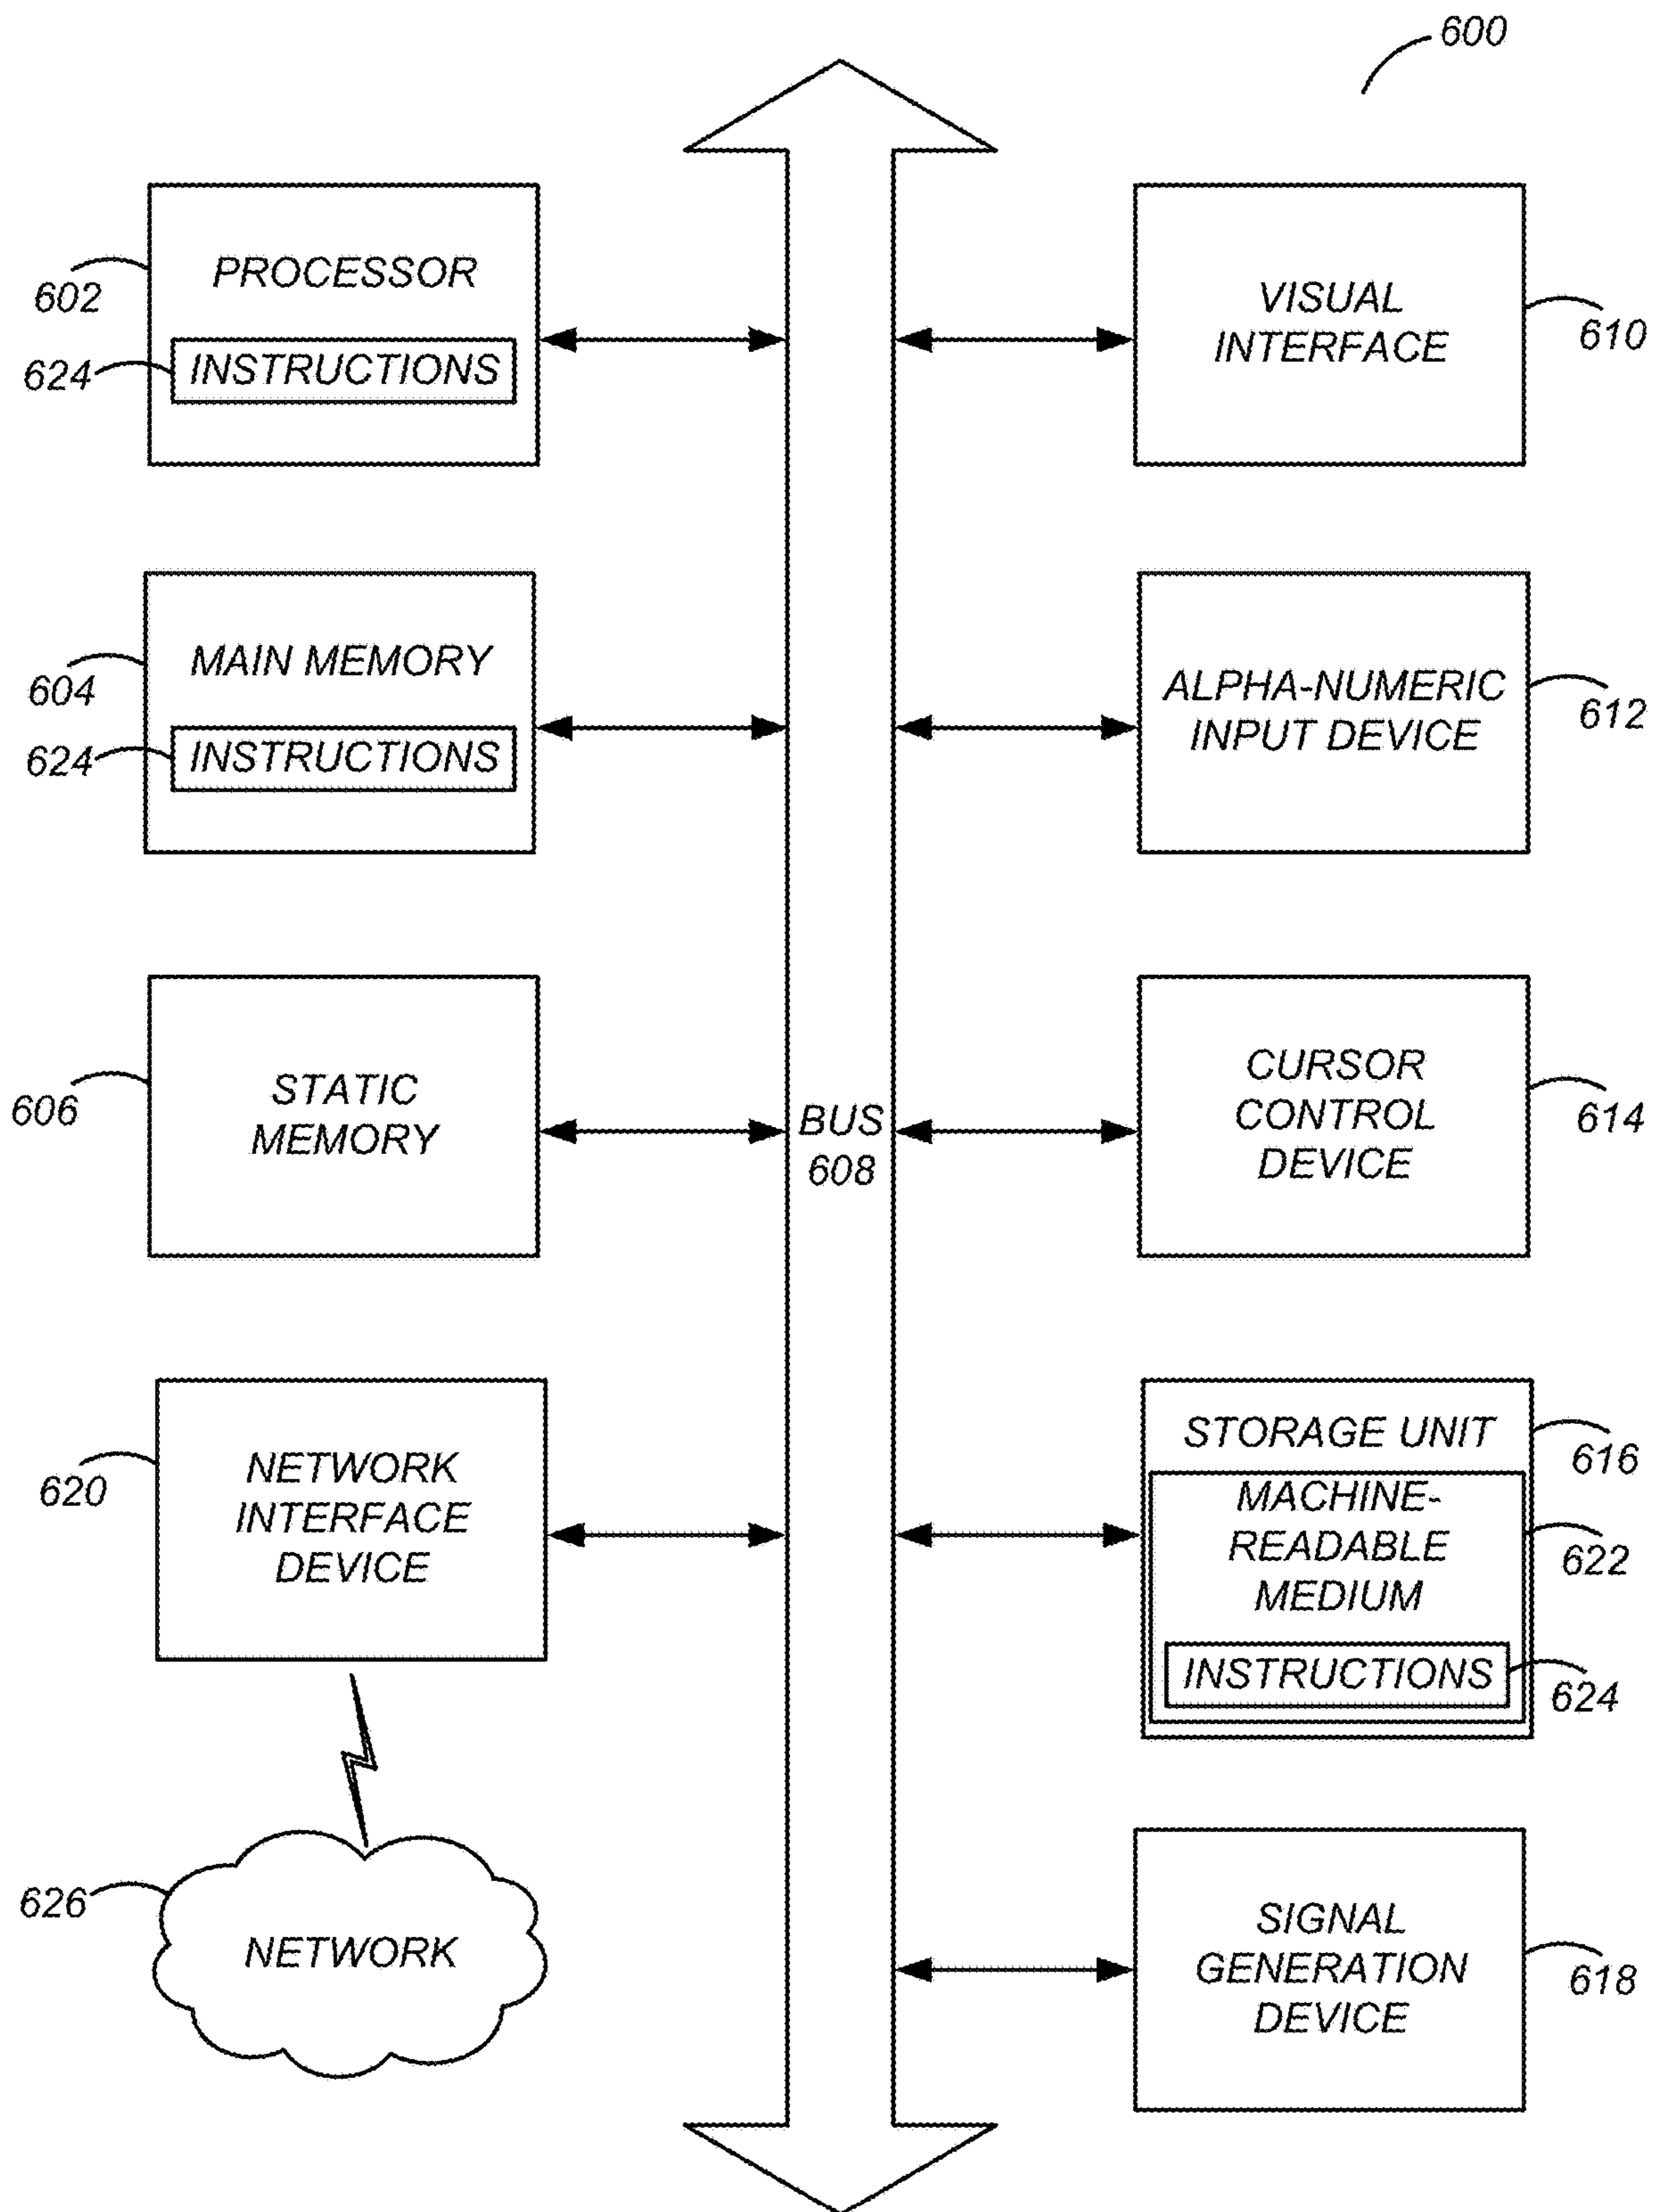 600
PROCESSOR
602
624
INSTRUCTIONS
VISUAL
INTERFACE
610
MAIN MEMORY
604
624
INSTRUCTIONS
ALPHA-NUMERIC
INPUT DEVICE
612
STATIC
MEMORY
606
BUS
608
CURSOR
CONTROL
DEVICE
614
NETWORK
INTERFACE
DEVICE
620
STORAGE UNIT
616
MACHINE-
READABLE
MEDIUM
622
INSTRUCTIONS
624
626
NETWORK
SIGNAL
GENERATION
DEVICE
618